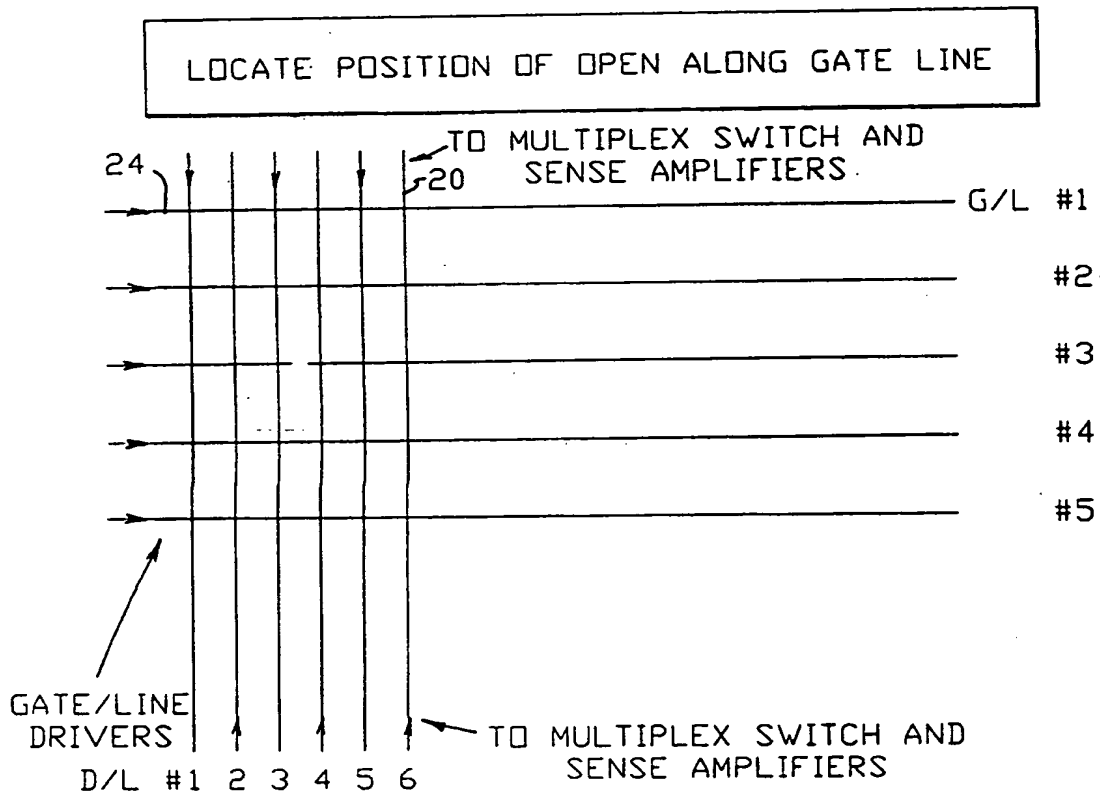 LOCATE POSITION OF OPEN ALONG GATE LINE
TO MULTIPLEX SWITCH AND
SENSE AMPLIFIERS
24
20
G/L #1
#2
#3
#4
#5
GATE/LINE
DRIVERS
TO MULTIPLEX SWITCH AND
SENSE AMPLIFIERS
D/L #1 2 3 4 5 6